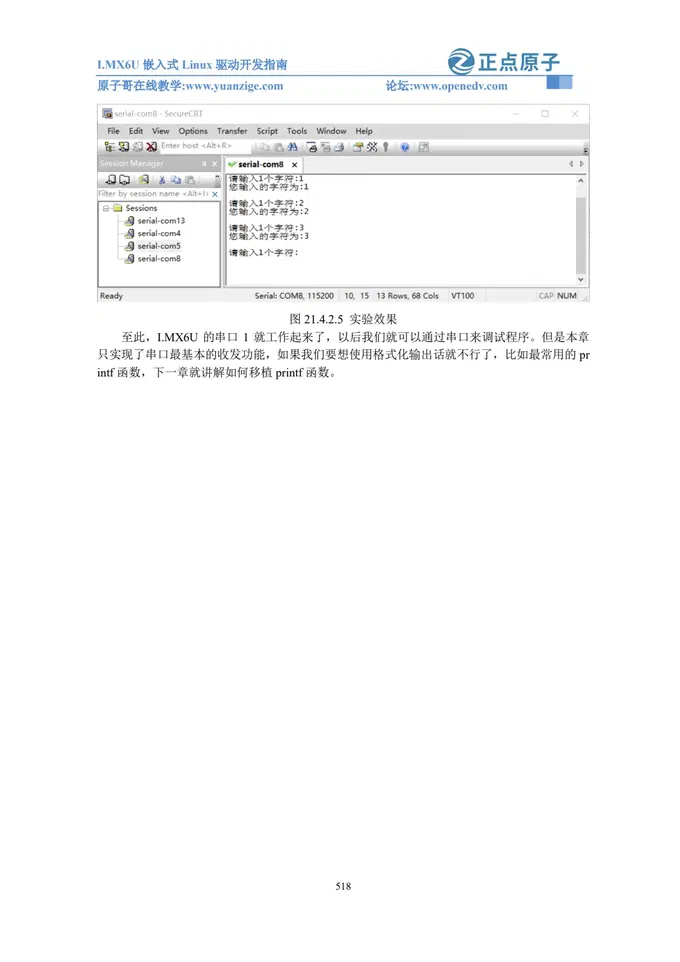 I.MX6U 嵌入式 Linux 驱动开发指南
正点原子
原子哥在线教学:www.yuanzige.com 论坛:www.openedv.com
serial-com8 - SecureCRT
File Edit View Options Transfer Script Tools Window Help
Enter host <Alt+R>
Session Manager
serial-com8
Filter by session name <Alt+I>
Sessions
serial-com13
serial-com4
serial-com5
serial-com8
请输入1个字符:1
您输入的字符为:1
请输入1个字符:2
您输入的字符为:2
请输入1个字符:3
您输入的字符为:3
请输入1个字符:
Ready Serial: COM8, 115200 10, 15 13 Rows, 68 Cols VT100 CAP NUM
图 21.4.2.5 实验效果
至此，I.MX6U 的串口 1 就工作起来了，以后我们就可以通过串口来调试程序。但是本章
只实现了串口最基本的收发功能，如果我们要想使用格式化输出话就不行了，比如最常用的 pr
intf 函数，下一章就讲解如何移植 printf 函数。
518